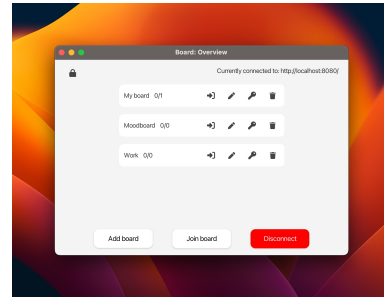 Board: Overview
Currently connected to: http://localhost:8080/
My board 0/1
Moodboard 0/0
Work 0/0
Add board
Join board
Disconnect